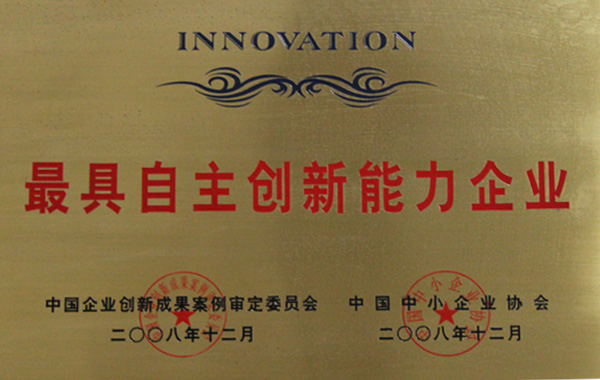 INNOVATION
最具自主创新能力企业
中国企业创新成果案例审定委员会 中国中小企业协会
二〇〇八年十二月 二〇〇八年十二月